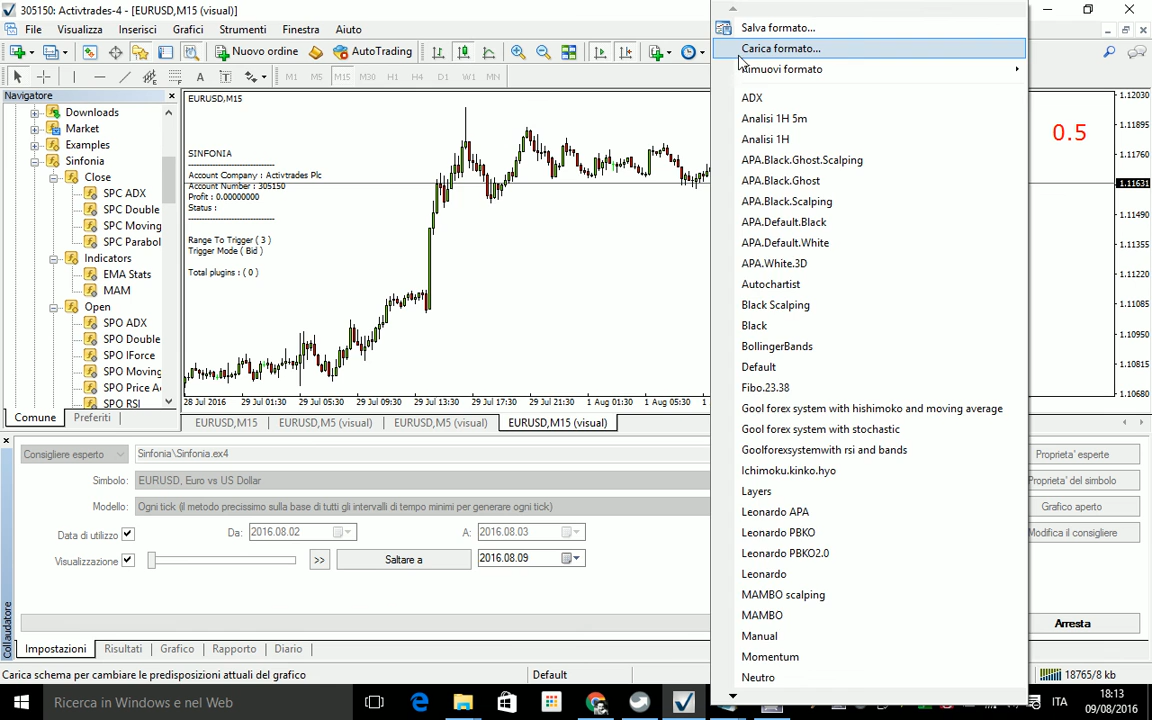 305150: Activtrades-4 - [EURUSD,M15 (visual)]
File Visualizza Inserisci Grafici Strumenti Finestra Aiuto
Nuovo ordine AutoTrading
A T M1 M5 M15 M30 H1 H4 D1 W1 MN
Navigatore
Downloads
Market
Examples
Sinfonia
Close
SPC ADX
SPC Double
SPC Moving
SPC Parabol
Indicators
EMA Stats
MAM
Open
SPO ADX
SPO Double
SPO IForce
SPO Moving
SPO Price A
SPO RSI
Comune Preferiti
EURUSD,M15
SINFONIA
Account Company : Activtrades Plc
Account Number : 305150
Profit : 0.00000000
Status :
Range To Trigger ( 3 )
Trigger Mode ( Bid )
Total plugins : ( 0 )
28 Jul 2016 29 Jul 01:30 29 Jul 05:30 29 Jul 09:30 29 Jul 13:30 29 Jul 17:30 29 Jul 21:30 1 Aug 01:30 1 Aug 05:30 1
EURUSD,M15 EURUSD,M5 (visual) EURUSD,M5 (visual) EURUSD,M15 (visual)
Salva formato...
Carica formato...
Rimuovi formato
ADX
Analisi 1H 5m
Analisi 1H
APA.Black.Ghost.Scalping
APA.Black.Ghost
APA.Black.Scalping
APA.Default.Black
APA.Default.White
APA.White.3D
Autochartist
Black Scalping
Black
BollingerBands
Default
Fibo.23.38
Gool forex system with hishimoko and moving average
Gool forex system with stochastic
Goolforexsystemwith rsi and bands
Ichimoku.kinko.hyo
Layers
Leonardo APA
Leonardo PBKO
Leonardo PBKO2.0
Leonardo
MAMBO scalping
MAMBO
Manual
Momentum
Neutro
0.5
1.12030
1.11895
1.11760
1.11631
1.11490
1.11355
1.11220
1.11085
1.10950
1.10815
1.10680
Consigliere esperto Sinfonia\Sinfonia.ex4 Proprieta' esperte
Simbolo: EURUSD, Euro vs US Dollar Proprieta' del simbolo
Modello: Ogni tick (il metodo precissimo sulla base di tutti gli intervalli di tempo minimi per generare ogni tick) Grafico aperto
Data di utilizzo Da: 2016.08.02 A: 2016.08.03 Modifica il consigliere
Visualizzazione >> Saltare a 2016.08.09
Arresta
Collaudatore
Impostazioni Risultati Grafico Rapporto Diario
Carica schema per cambiare le predisposizioni attuali del grafico Default 18765/8 kb
Ricerca in Windows e nel Web ITA 18:13
09/08/2016